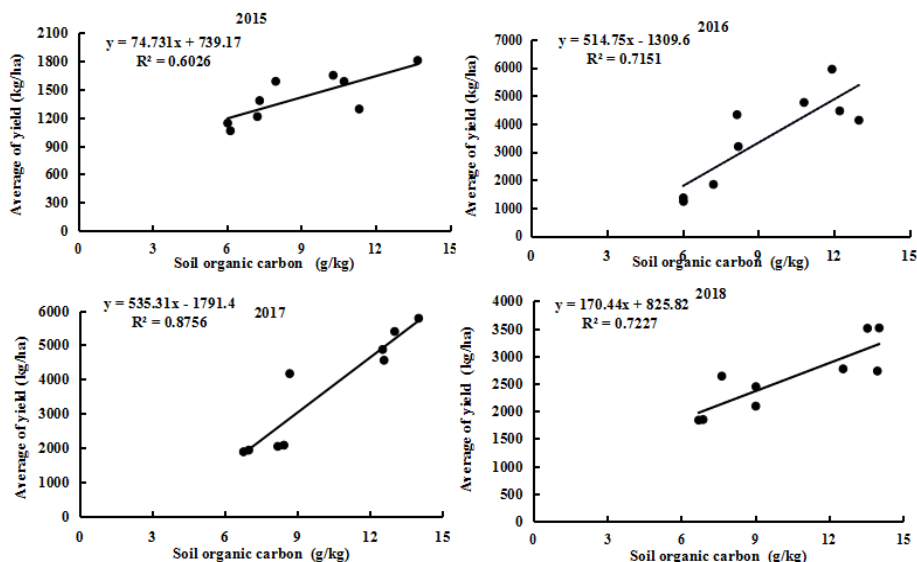 2015
y = 74.731x + 739.17
R² = 0.6026
Average of yield (kg/ha)
2100
1800
1500
1200
900
600
300
0
0 3 6 9 12 15
Soil organic carbon (g/kg)
2016
y = 514.75x - 1309.6
R² = 0.7151
Average of yield (kg/ha)
7000
6000
5000
4000
3000
2000
1000
0
0 3 6 9 12 15
Soil organic carbon (g/kg)
y = 535.31x - 1791.4
R² = 0.8756
2017
Average of yield (kg/ha)
6000
4000
2000
0
0 3 6 9 12 15
Soil organic carbon (g/kg)
2018
y = 170.44x + 825.82
R² = 0.7227
Average of yield (kg/ha)
4000
3500
3000
2500
2000
1500
1000
500
0
0 3 6 9 12 15
Soil organic carbon (g/kg)